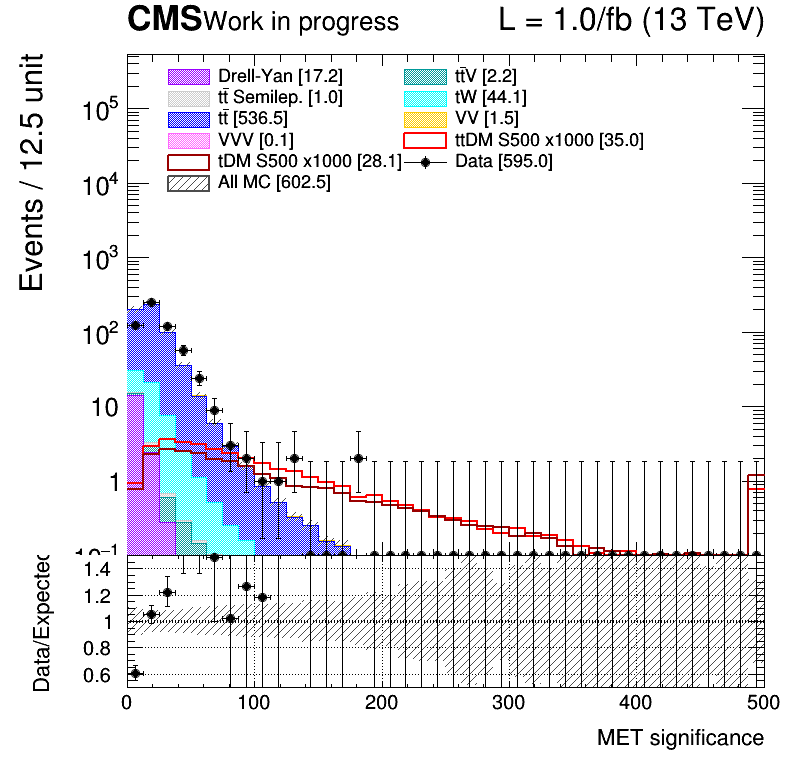 CMS Work in progress L = 1.0/fb (13 TeV)
Drell-Yan [17.2] tt̄V [2.2]
tt̄ Semilep. [1.0] tW [44.1]
tt̄ [536.5] VV [1.5]
VVV [0.1] ttDM S500 x1000 [35.0]
tDM S500 x1000 [28.1] Data [595.0]
All MC [602.5]
Events / 12.5 unit
10⁵
10⁴
10³
10²
10
1
10⁻¹
Data/Expected
1.4
1.2
1
0.8
0.6
0 100 200 300 400 500
MET significance